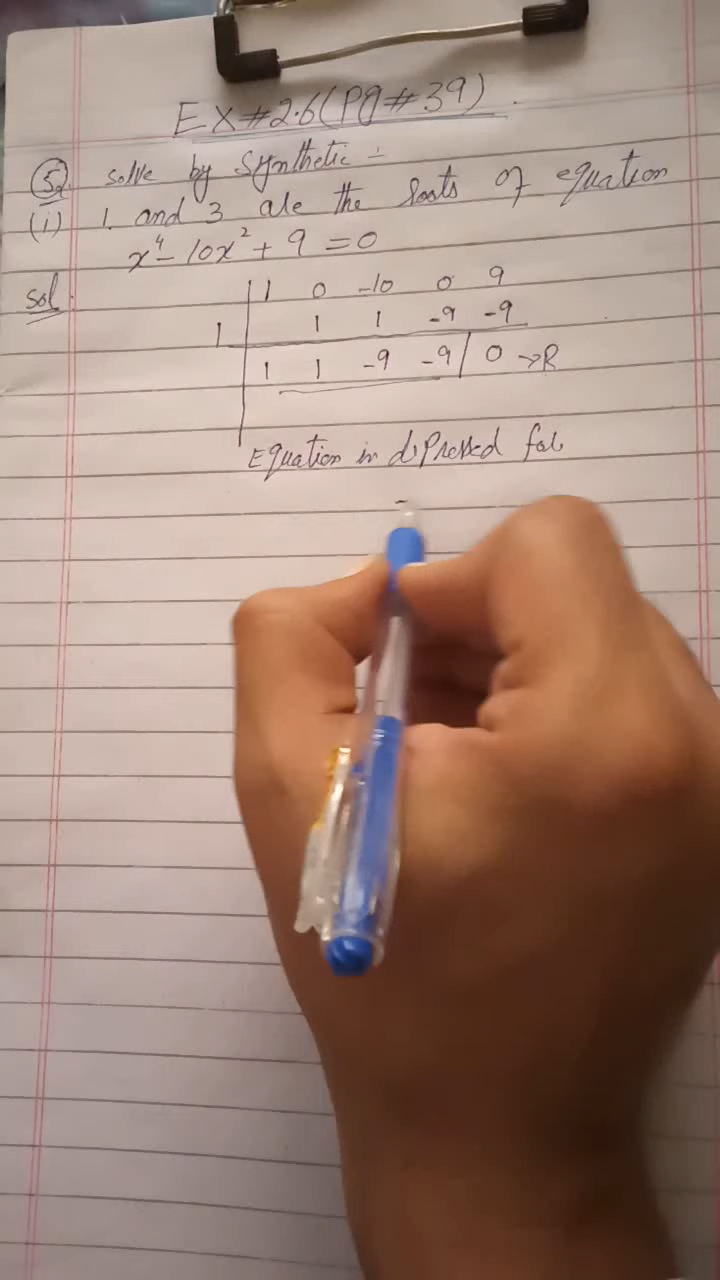 EX#2.6(Pg#39)
Q5. solve by Synthetic -
(i) 1 and 3 are the roots of equation
x⁴ - 10x² + 9 = 0
Sol.
1 0 -10 0 9
1 1 1 -9 -9
1 1 -9 -9 0 →R
Equation in depressed for